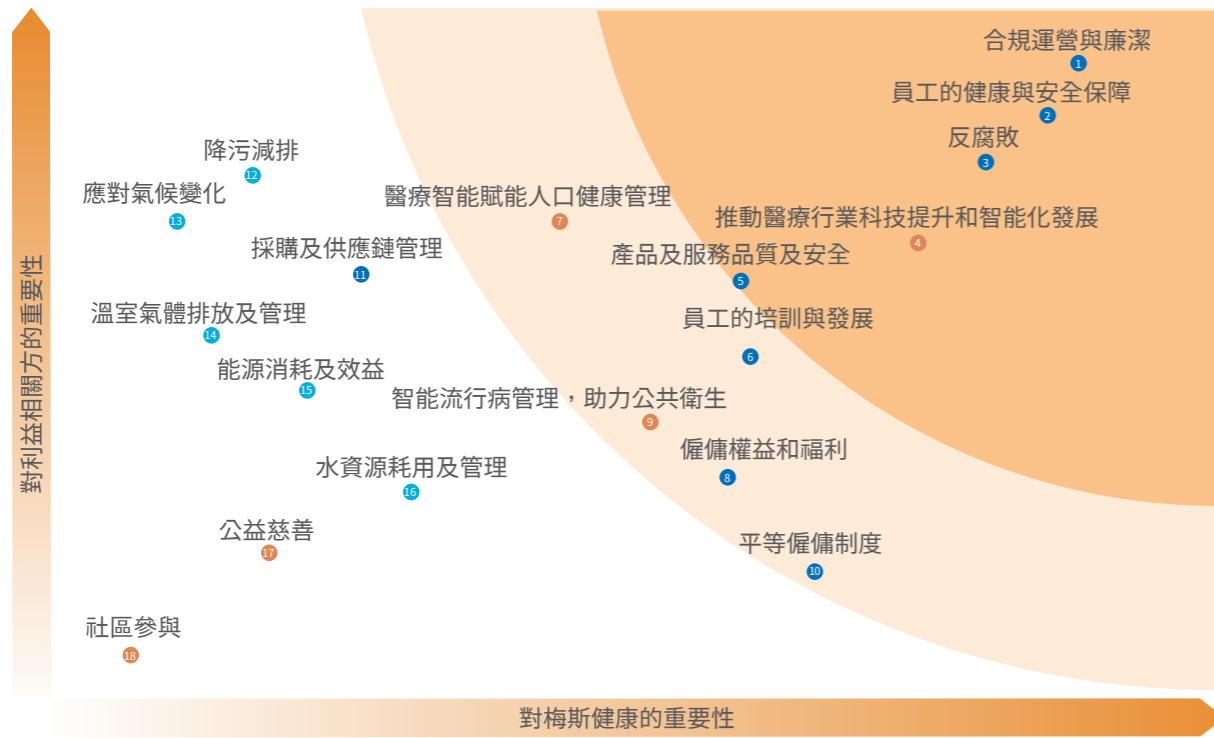 合規運營與廉潔
1
員工的健康與安全保障
2
反腐敗
3
降污減排
12
應對氣候變化
13
醫療智能賦能人口健康管理
7
推動醫療行業科技提升和智能化發展
4
採購及供應鏈管理
11
產品及服務品質及安全
5
溫室氣體排放及管理
14
員工的培訓與發展
6
能源消耗及效益
15
智能流行病管理，助力公共衛生
9
僱傭權益和福利
8
水資源耗用及管理
16
公益慈善
17
平等僱傭制度
10
社區參與
18
對利益相關方的重要性
對梅斯健康的重要性